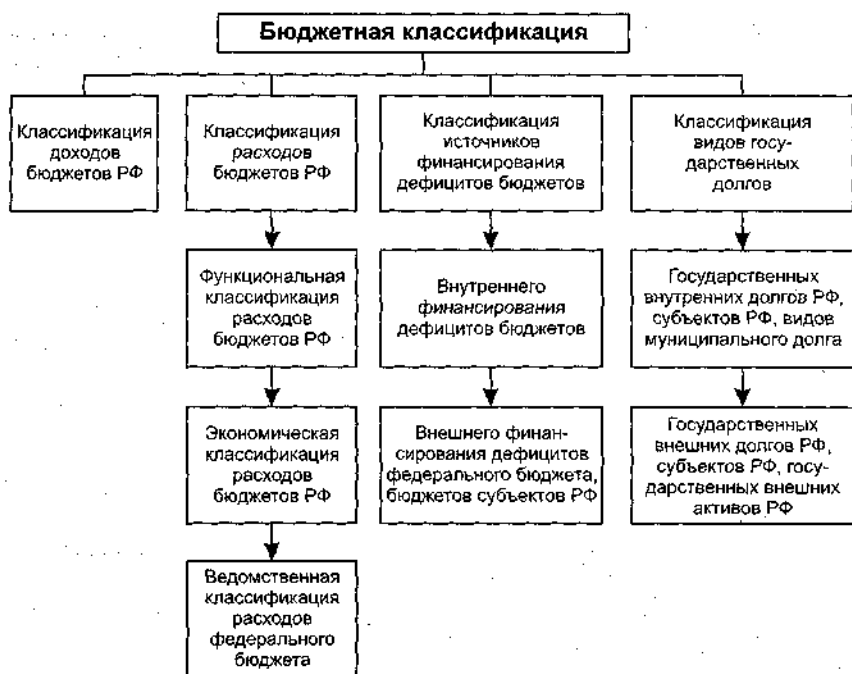 Бюджетная классификация
Классификация
доходов
бюджетов РФ
Классификация
расходов
бюджетов РФ
Классификация
источников
финансирования
дефицитов бюджетов
Классификация
видов госу-
дарственных
долгов
Функциональная
классификация
расходов
бюджетов РФ
Внутреннего
финансирования
дефицитов бюджетов
Государственных
внутренних долгов РФ,
субъектов РФ, видов
муниципального долга
Экономическая
классификация
расходов
бюджетов РФ
Внешнего финан-
сирования дефицитов
федерального бюджета,
бюджетов субъектов РФ
Государственных
внешних долгов РФ,
субъектов РФ, госу-
дарственных внешних
активов РФ
Ведомственная
классификация
расходов
федерального
бюджета